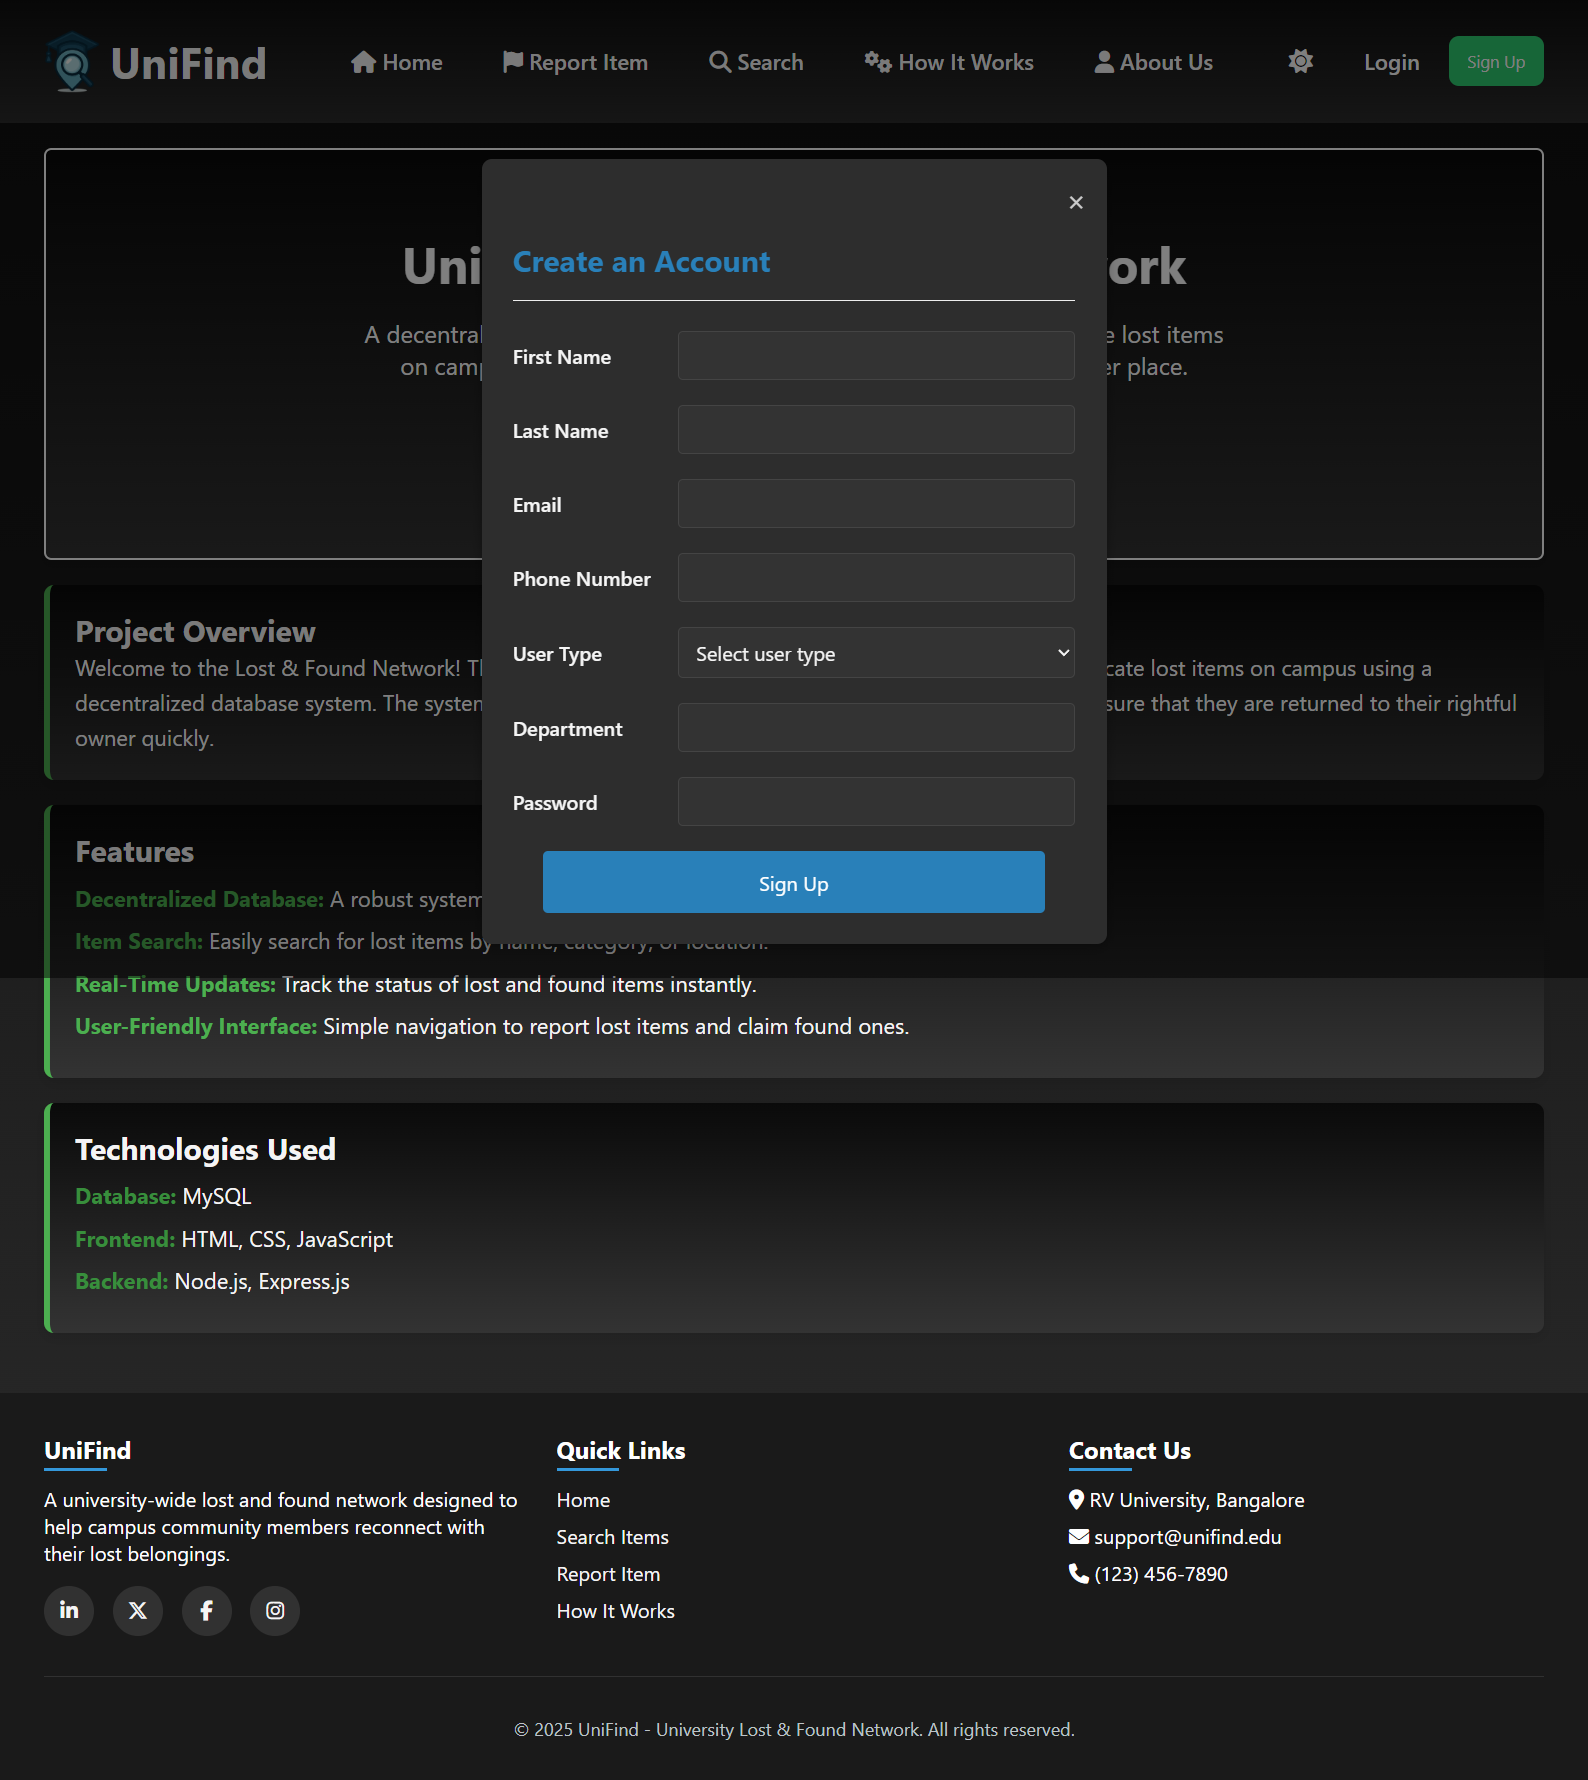 UniFind
Home
Report Item
Search
How It Works
About Us
Login
Sign Up
Uni
ork
A decentral
lost items
on camp
r place.
×
Create an Account
First Name
Last Name
Email
Phone Number
User Type
Select user type
Department
Password
Sign Up
Project Overview
Welcome to the Lost & Found Network!
cate lost items on campus using a
decentralized database system. The system
sure that they are returned to their rightful
owner quickly.
Features
Decentralized Database: A robust system
Item Search: Easily search for lost items by name, category, or location.
Real-Time Updates: Track the status of lost and found items instantly.
User-Friendly Interface: Simple navigation to report lost items and claim found ones.
Technologies Used
Database: MySQL
Frontend: HTML, CSS, JavaScript
Backend: Node.js, Express.js
UniFind
A university-wide lost and found network designed to
help campus community members reconnect with
their lost belongings.
Quick Links
Home
Search Items
Report Item
How It Works
Contact Us
RV University, Bangalore
support@unifind.edu
(123) 456-7890
© 2025 UniFind - University Lost & Found Network. All rights reserved.